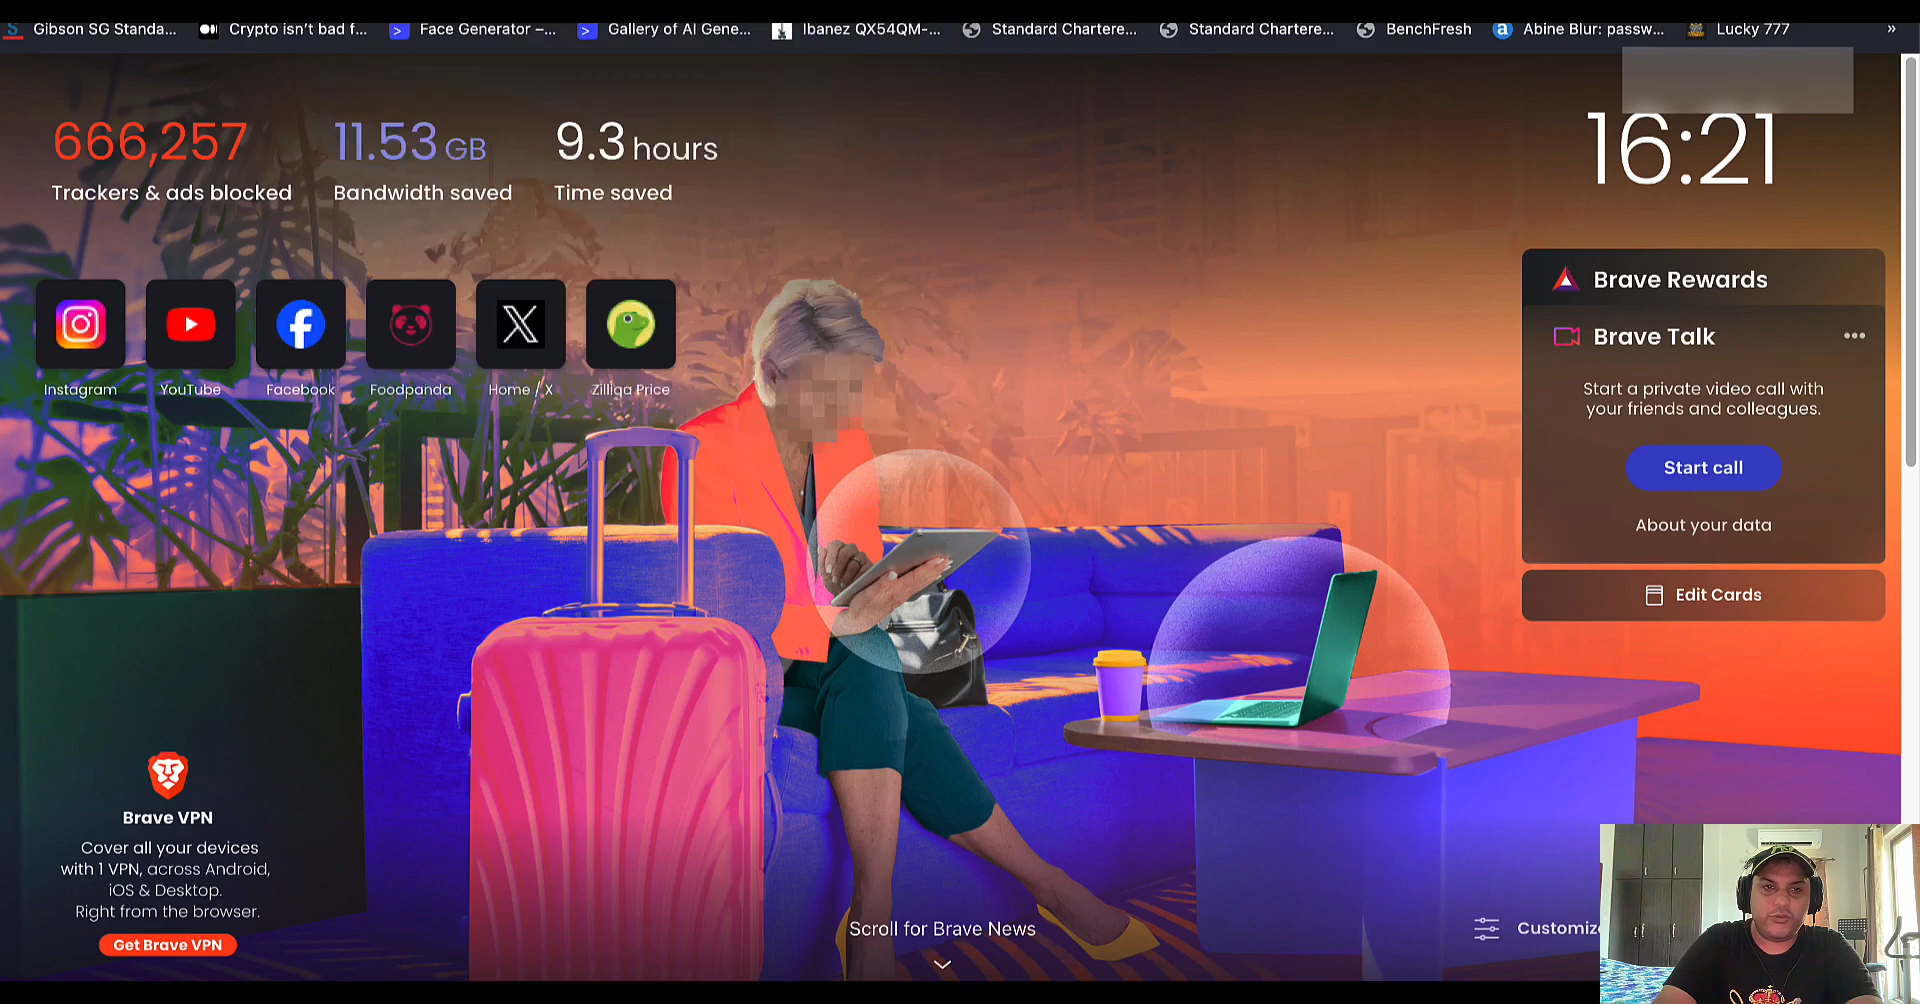 Gibson SG Standa...
Crypto isn't bad f...
Face Generator –...
Gallery of AI Gene...
Ibanez QX54QM-...
Standard Chartere...
Standard Chartere...
BenchFresh
Abine Blur: passw...
Lucky 777
»
666,257
Trackers & ads blocked
11.53 GB
Bandwidth saved
9.3 hours
Time saved
16:21
Instagram
YouTube
Facebook
Foodpanda
Home / X
Zilliqa Price
Brave Rewards
Brave Talk
Start a private video call with
your friends and colleagues.
Start call
About your data
Edit Cards
Brave VPN
Cover all your devices
with 1 VPN, across Android,
iOS & Desktop.
Right from the browser.
Get Brave VPN
Scroll for Brave News
Customize